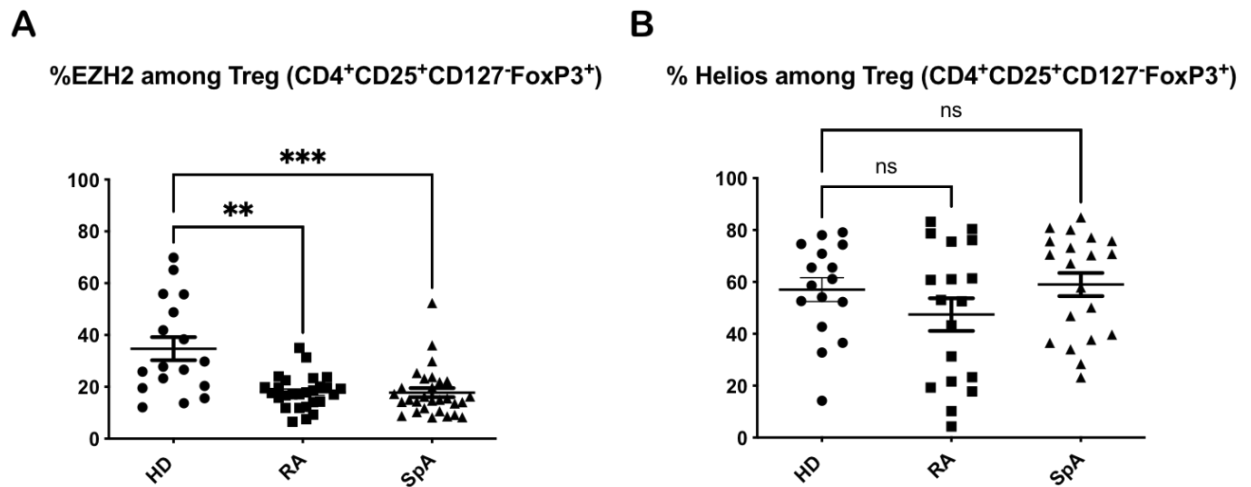 A
%EZH2 among Treg (CD4⁺CD25⁺CD127⁻FoxP3⁺)
***
**
100
80
60
40
20
0
HD
RA
SpA
B
% Helios among Treg (CD4⁺CD25⁺CD127⁻FoxP3⁺)
ns
ns
100
80
60
40
20
0
HD
RA
SpA